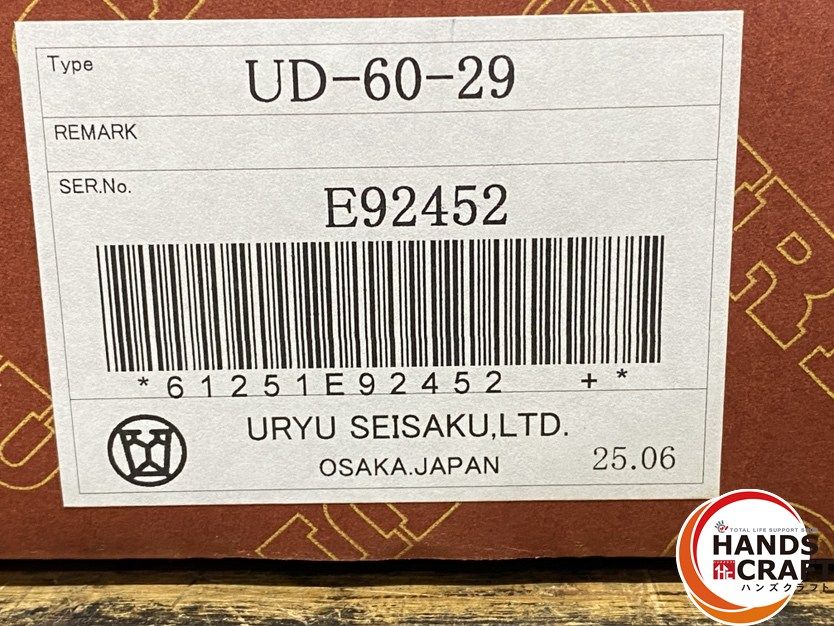 Type
UD-60-29
REMARK
SER.No.
E92452
*61251E92452 +*
URYU SEISAKU,LTD.
OSAKA.JAPAN
25.06
TOTAL LIFE SUPPORT
HANDS
CRAFT
ハンズクラフト